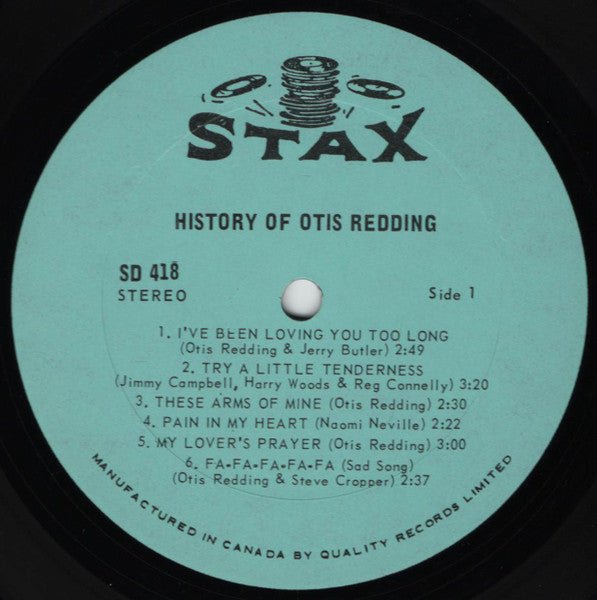 STAX
HISTORY OF OTIS REDDING
SD 418
STEREO
Side 1
1. I'VE BEEN LOVING YOU TOO LONG
(Otis Redding & Jerry Butler) 2:49
2. TRY A LITTLE TENDERNESS
(Jimmy Campbell, Harry Woods & Reg Connelly) 3:20
3. THESE ARMS OF MINE (Otis Redding) 2:30
4. PAIN IN MY HEART (Naomi Neville) 2:22
5. MY LOVER'S PRAYER (Otis Redding) 3:00
6. FA-FA-FA-FA-FA (Sad Song)
(Otis Redding & Steve Cropper) 2:37
MANUFACTURED IN CANADA BY QUALITY RECORDS LIMITED